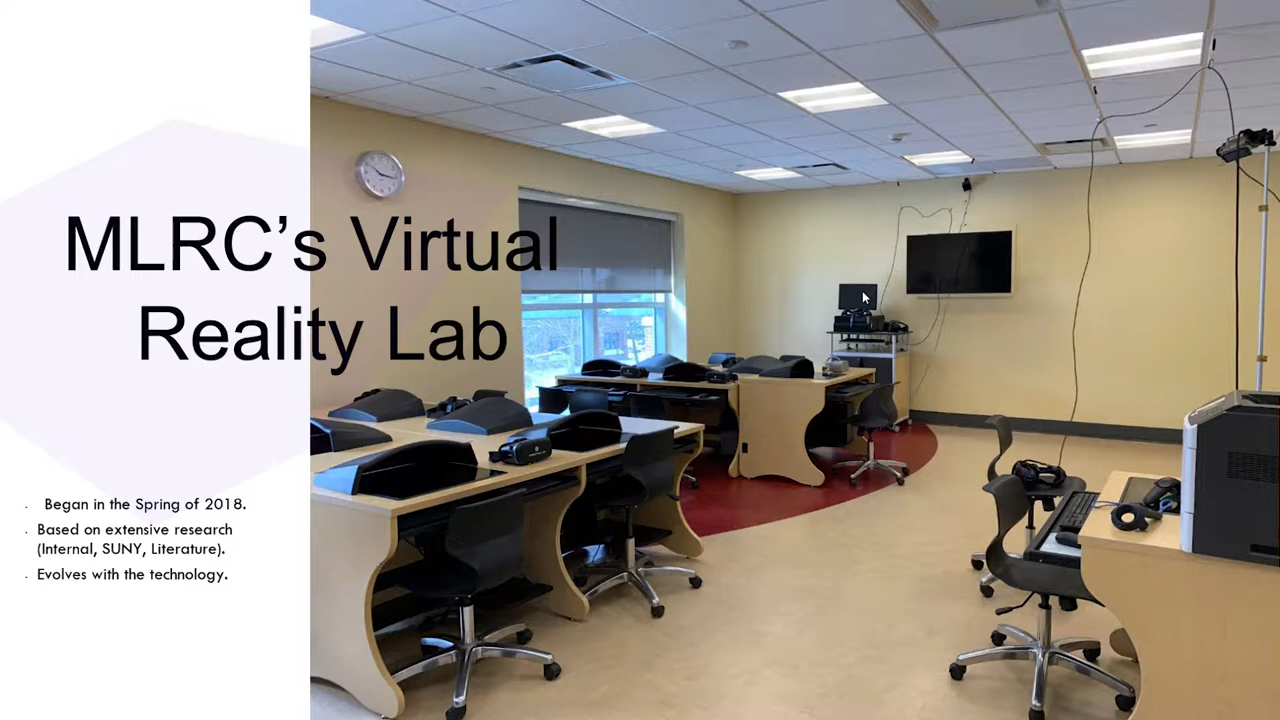 MLRC’s Virtual
Reality Lab
Began in the Spring of 2018.
Based on extensive research
(Internal, SUNY, Literature).
Evolves with the technology.